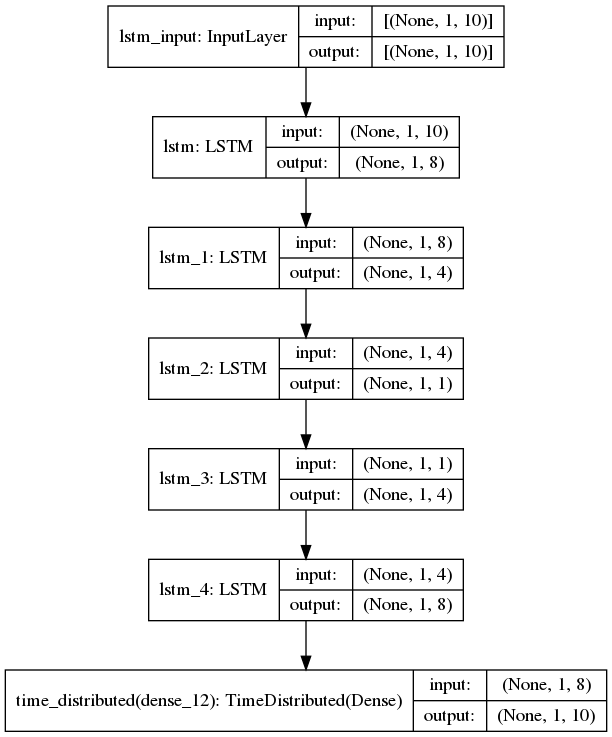 lstm_input: InputLayer
input: [(None, 1, 10)]
output: [(None, 1, 10)]
lstm: LSTM
input: (None, 1, 10)
output: (None, 1, 8)
lstm_1: LSTM
input: (None, 1, 8)
output: (None, 1, 4)
lstm_2: LSTM
input: (None, 1, 4)
output: (None, 1, 1)
lstm_3: LSTM
input: (None, 1, 1)
output: (None, 1, 4)
lstm_4: LSTM
input: (None, 1, 4)
output: (None, 1, 8)
time_distributed(dense_12): TimeDistributed(Dense)
input: (None, 1, 8)
output: (None, 1, 10)